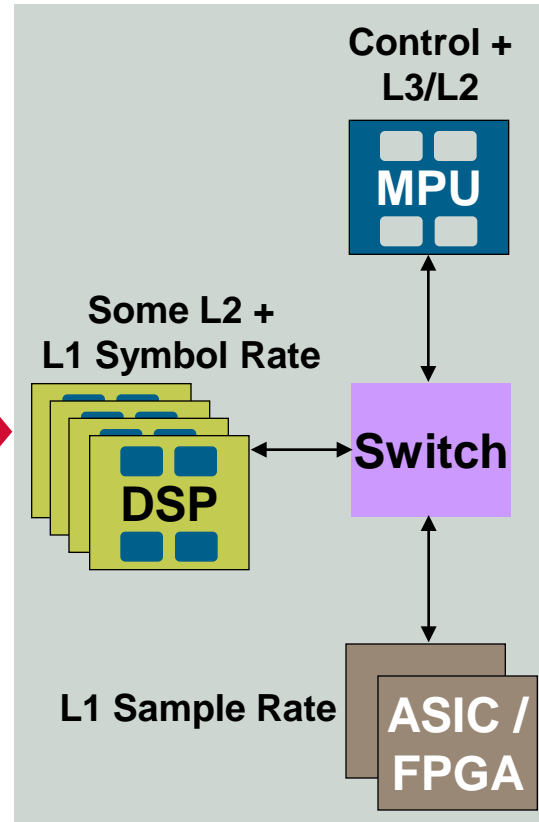 Control +
L3/L2
MPU
Some L2 +
L1 Symbol Rate
DSP
Switch
L1 Sample Rate
ASIC /
FPGA